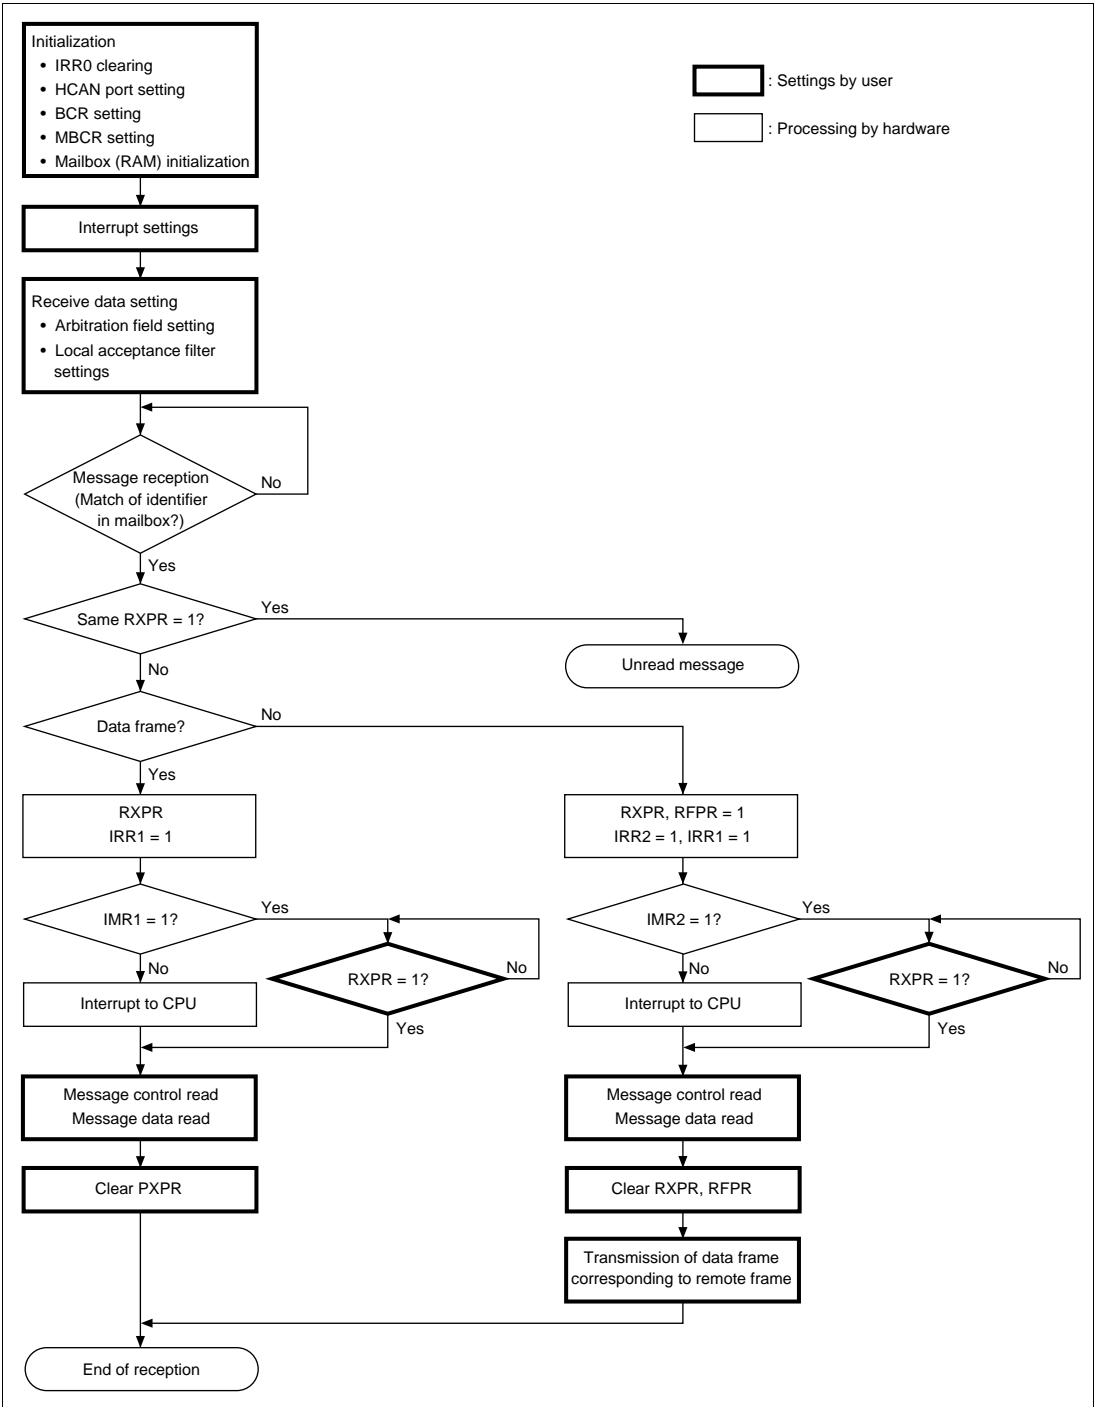 Initialization
• IRR0 clearing
• HCAN port setting
• BCR setting
• MBCR setting
• Mailbox (RAM) initialization
: Settings by user
: Processing by hardware
Interrupt settings
Receive data setting
• Arbitration field setting
• Local acceptance filter
settings
Message reception
(Match of identifier
in mailbox?)
No
Yes
Same RXPR = 1?
Yes
Unread message
No
Data frame?
No
Yes
RXPR
IRR1 = 1
RXPR, RFPR = 1
IRR2 = 1, IRR1 = 1
IMR1 = 1?
Yes
IMR2 = 1?
Yes
No
RXPR = 1?
No
No
RXPR = 1?
No
Interrupt to CPU
Yes
Interrupt to CPU
Yes
Message control read
Message data read
Message control read
Message data read
Clear PXPR
Clear RXPR, RFPR
Transmission of data frame
corresponding to remote frame
End of reception